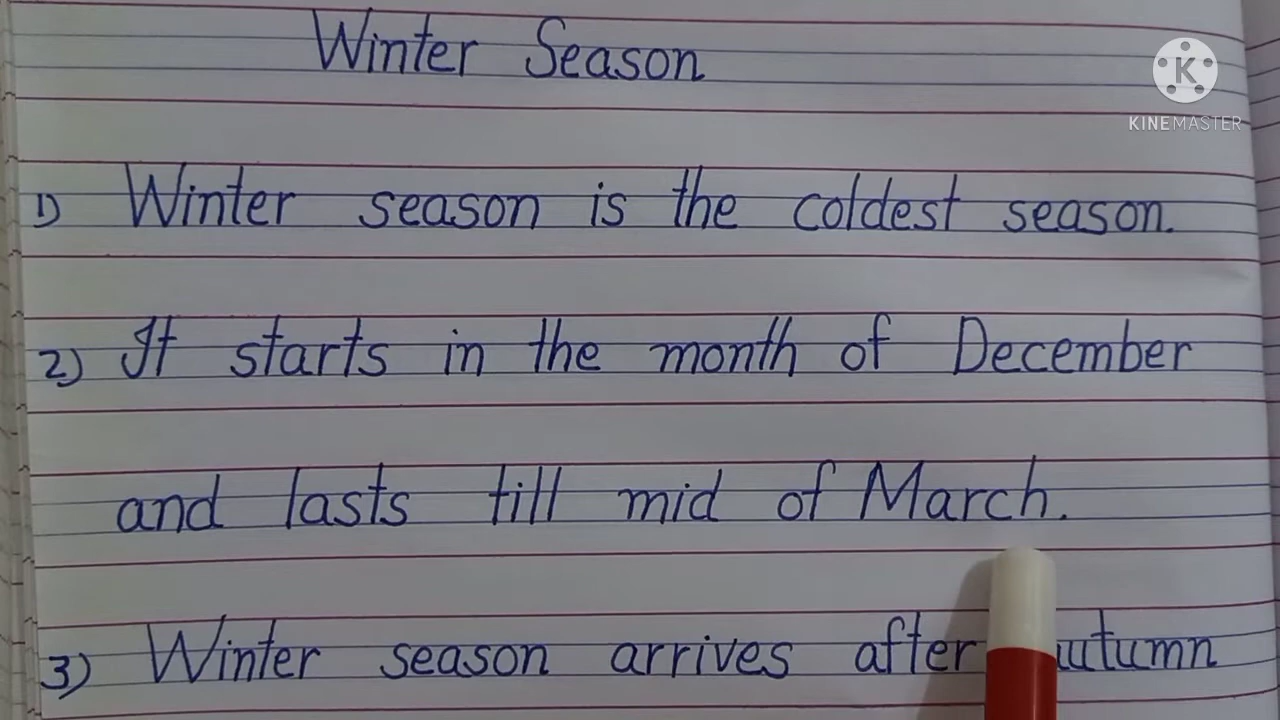 Winter Season
K
KINEMASTER
1) Winter season is the coldest season.
2) It starts in the month of December
and lasts till mid of March.
3) Winter season arrives after autumn